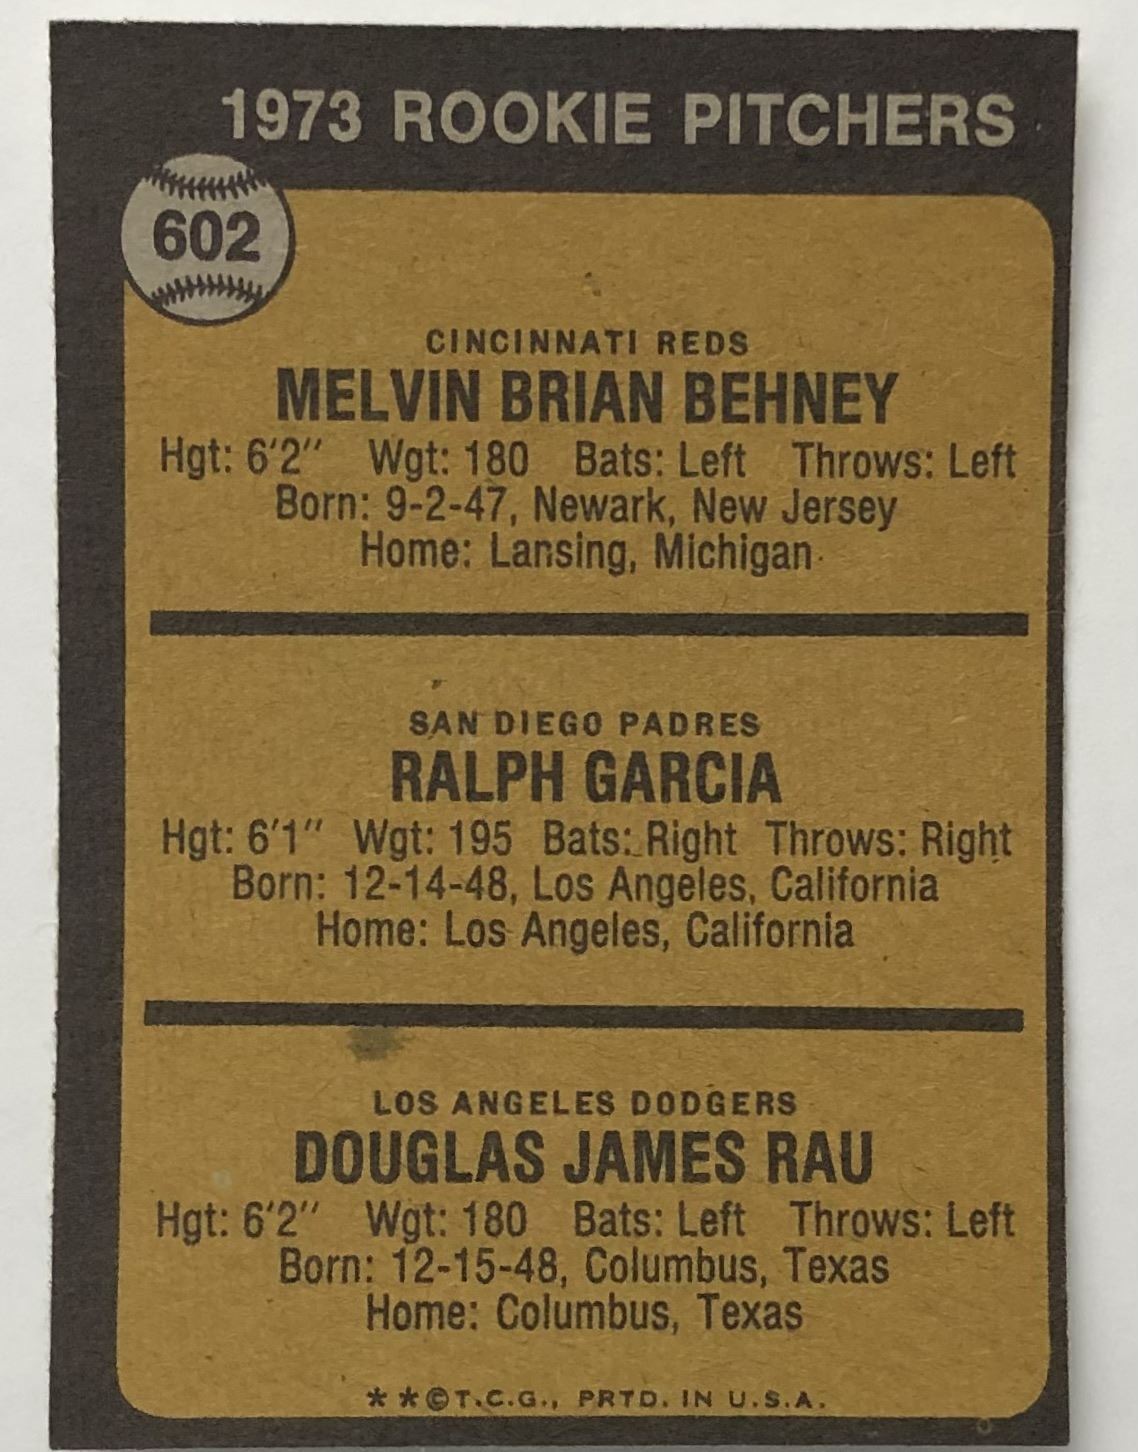 1973 ROOKIE PITCHERS
602
CINCINNATI REDS
MELVIN BRIAN BEHNEY
Hgt: 6'2" Wgt: 180 Bats: Left Throws: Left
Born: 9-2-47, Newark, New Jersey
Home: Lansing, Michigan
SAN DIEGO PADRES
RALPH GARCIA
Hgt: 6'1" Wgt: 195 Bats: Right Throws: Right
Born: 12-14-48, Los Angeles, California
Home: Los Angeles, California
LOS ANGELES DODGERS
DOUGLAS JAMES RAU
Hgt: 6'2" Wgt: 180 Bats: Left Throws: Left
Born: 12-15-48, Columbus, Texas
Home: Columbus, Texas
* * © T.C.G., PRTD. IN U.S.A.